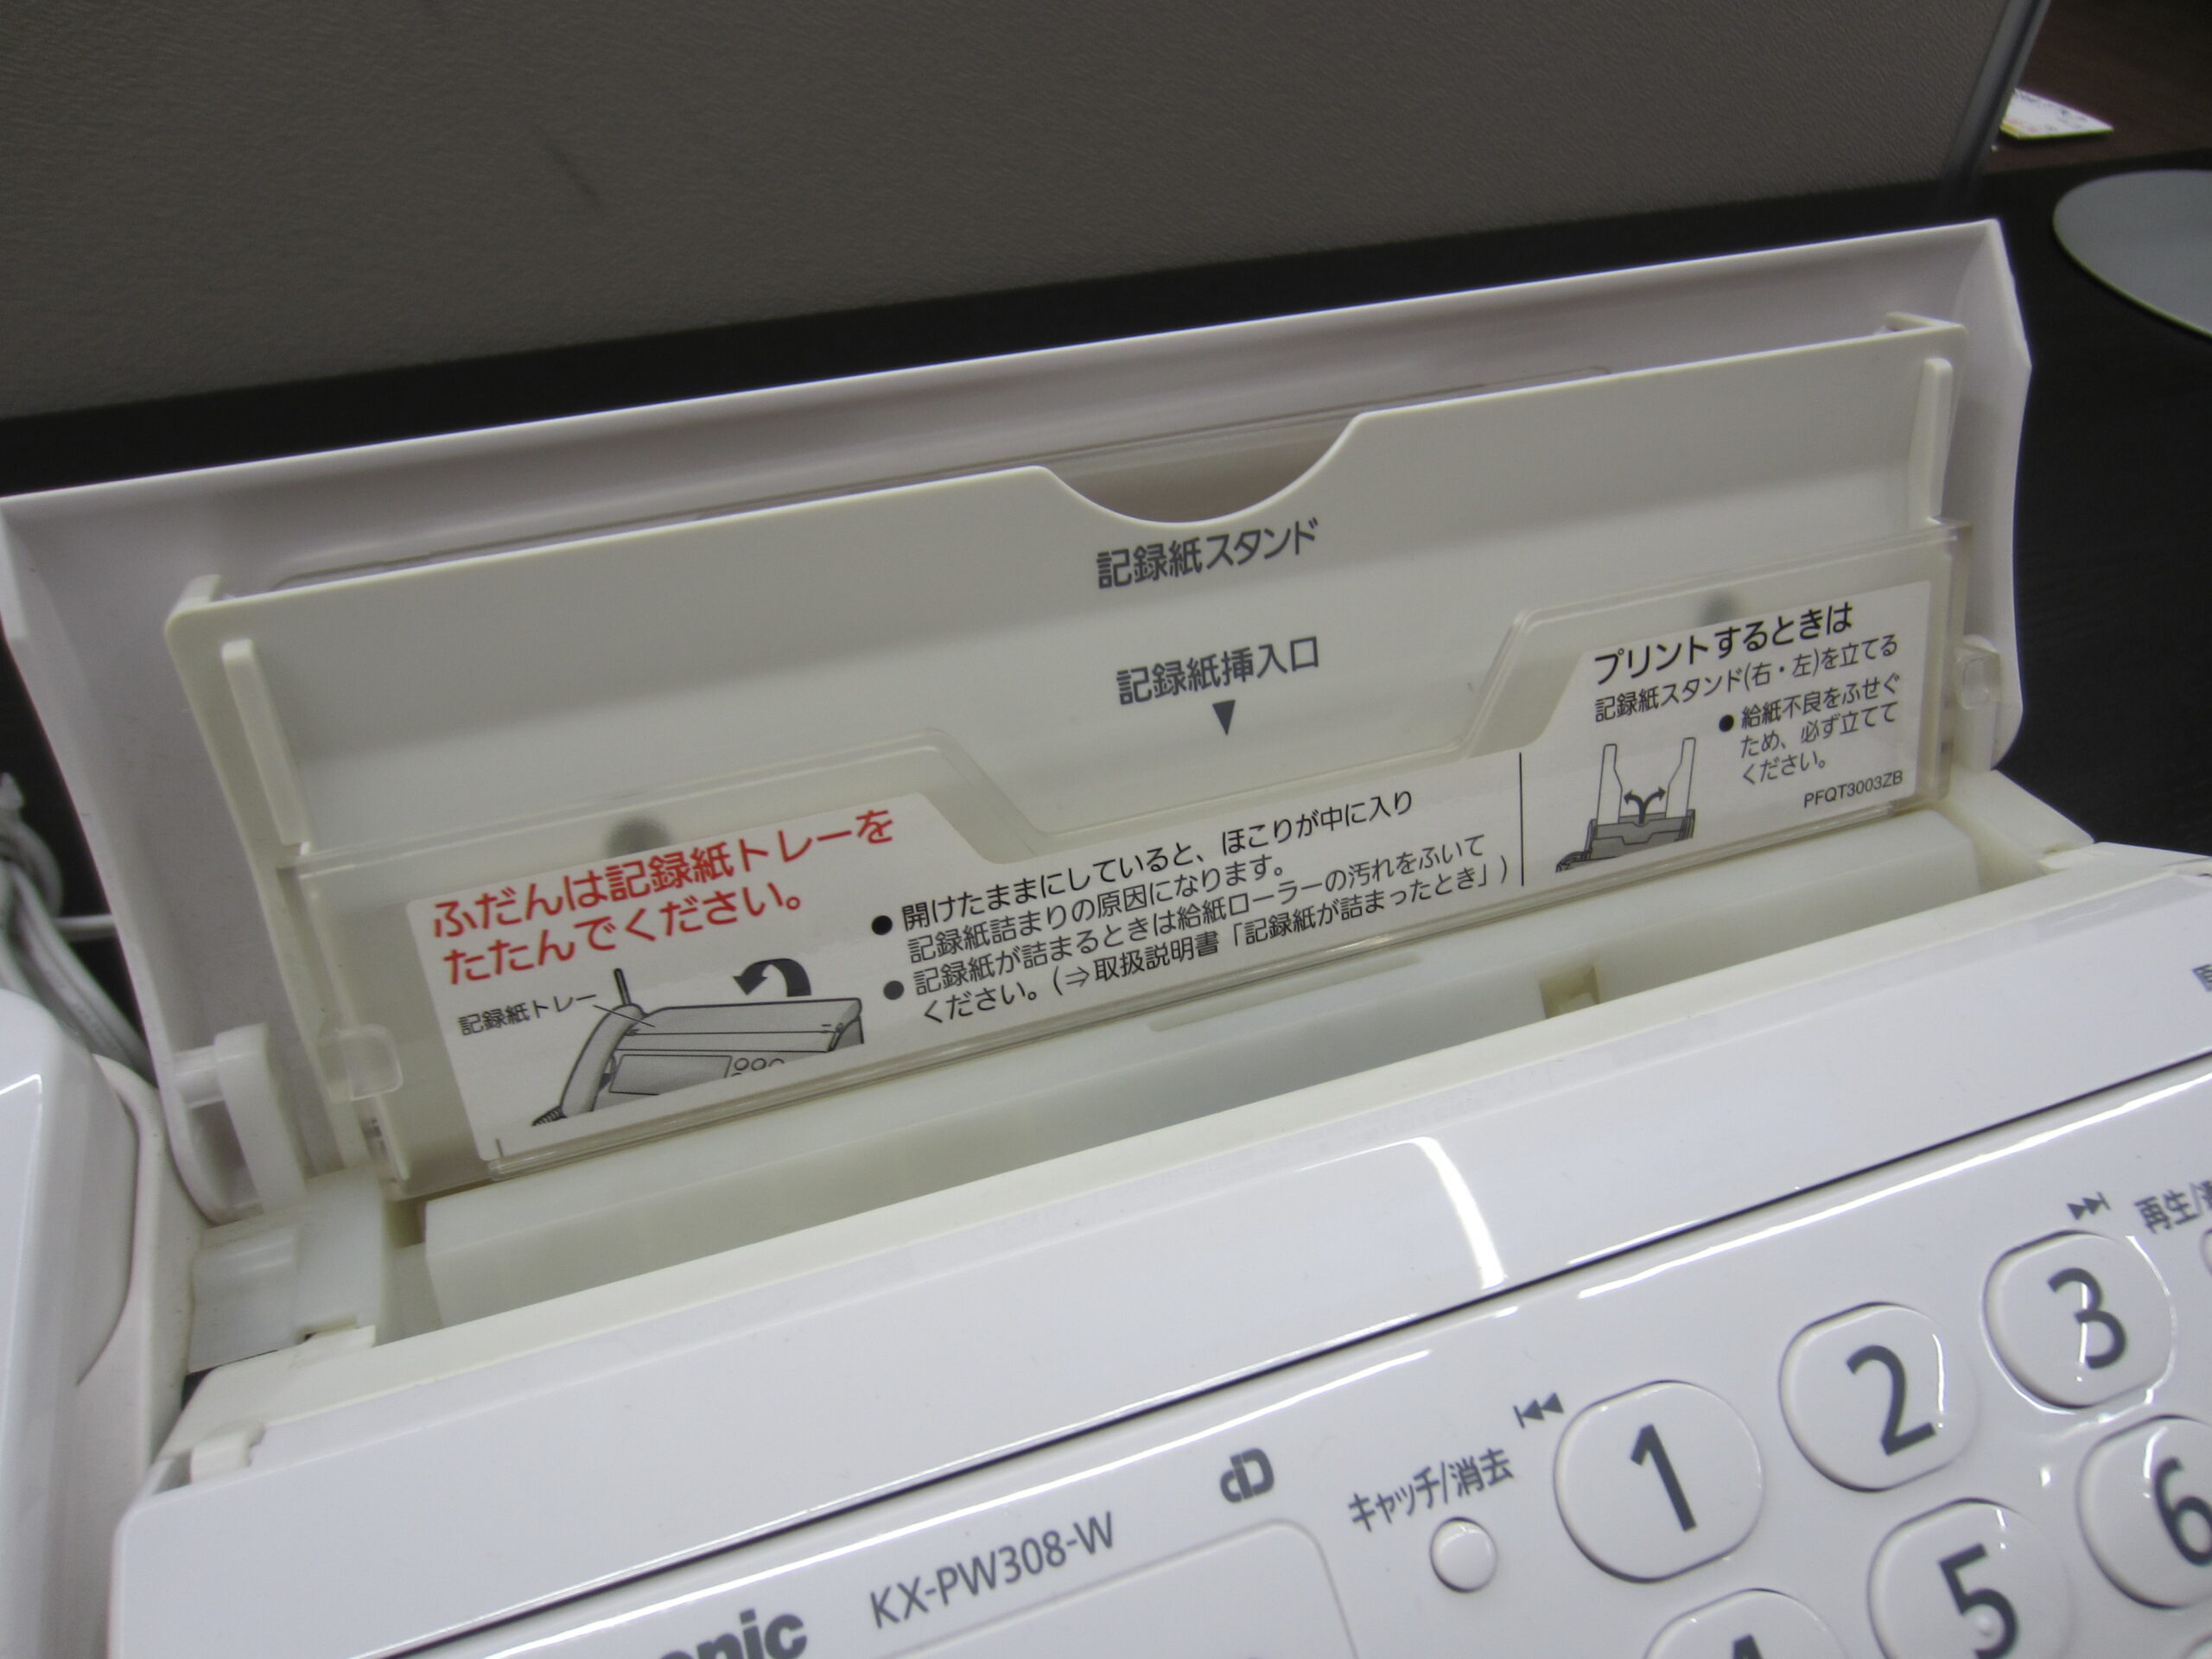 記録紙スタンド
記録紙挿入口
▼
プリントするときは
記録紙スタンド(右・左)を立てる
● 給紙不良をふせぐ
ため、必ず立てて
ください。
PFQT3003ZB
ふだんは記録紙トレーを
たたんでください。
記録紙トレー
● 開けたままにしていると、ほこりが中に入り
記録紙詰まりの原因になります。
● 記録紙が詰まるときは給紙ローラーの汚れをふいて
ください。(⇒取扱説明書「記録紙が詰まったとき」)
再生/
キャッチ/消去
1
2
3
5
6
KX-PW308-W
onic